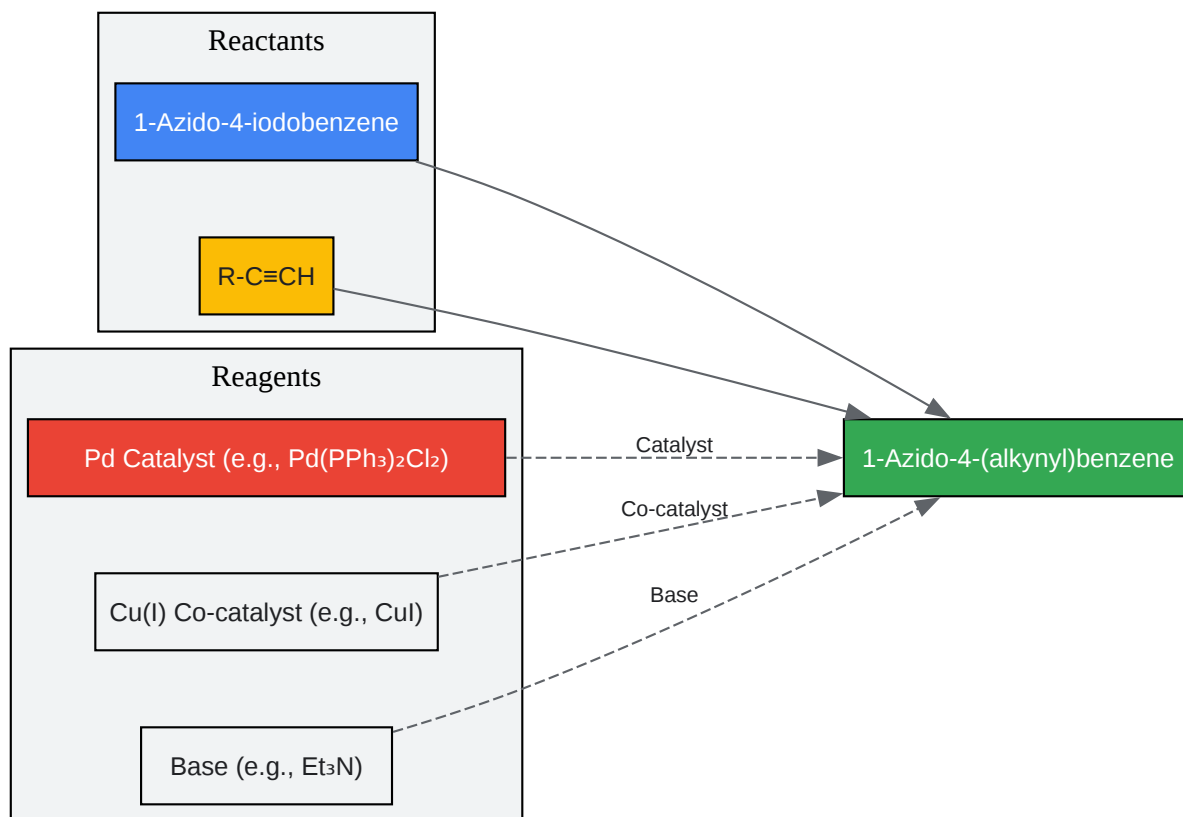 Reactants
1-Azido-4-iodobenzene
R-C≡CH
Reagents
Pd Catalyst (e.g., Pd(PPh₃)₂Cl₂)
Cu(I) Co-catalyst (e.g., CuI)
Base (e.g., Et₃N)
Catalyst
Co-catalyst
Base
1-Azido-4-(alkynyl)benzene